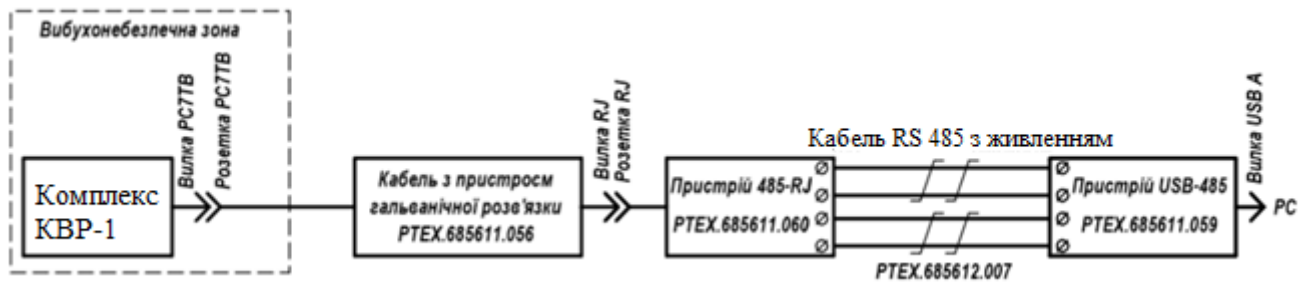 Вибухонебезпечна зона
Вилка РС7ТВ
Розетка РС7ТВ
Вилка RJ
Розетка RJ
Вилка USB A
Кабель RS 485 з живленням
Комплекс
КВР-1
Кабель з пристроєм
гальванічної розв'язки
РТЕХ.685611.056
Пристрій 485-RJ
РТЕХ.685611.060
Пристрій USB-485
РТЕХ.685611.059
PC
РТЕХ.685612.007